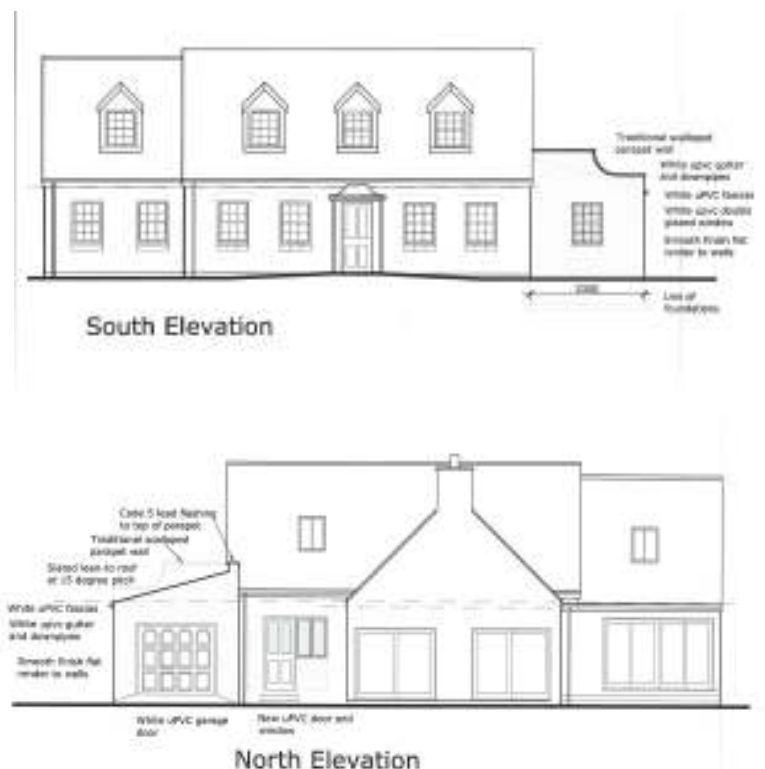 Traditional scalloped
parapet wall
White upvc gutter
and downpipes
White uPVC fascias
White upvc double
glazed window
Smooth finish flat
render to walls
Line of
foundations
South Elevation
Code 5 lead flashing
to top of parapet
Traditional scalloped
parapet wall
Slated lean-to roof
at 15 degree pitch
White uPVC fascias
White upvc gutter
and downpipes
Smooth finish flat
render to walls
White uPVC garage
door
New uPVC door and
window
North Elevation